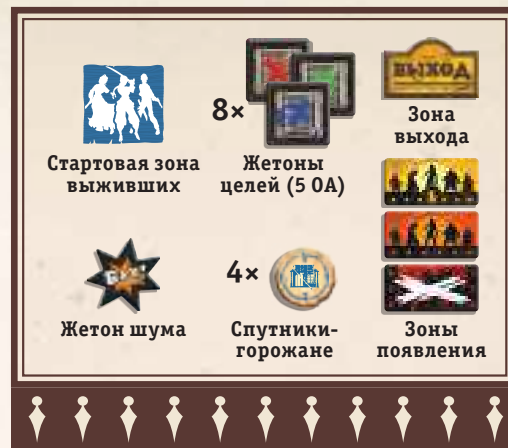 ВЫХОД
8×
Зона
выхода
Стартовая зона
выживших
Жетоны
целей (5 ОА)
4×
Жетон шума
Спутники-
горожане
Зоны
появления